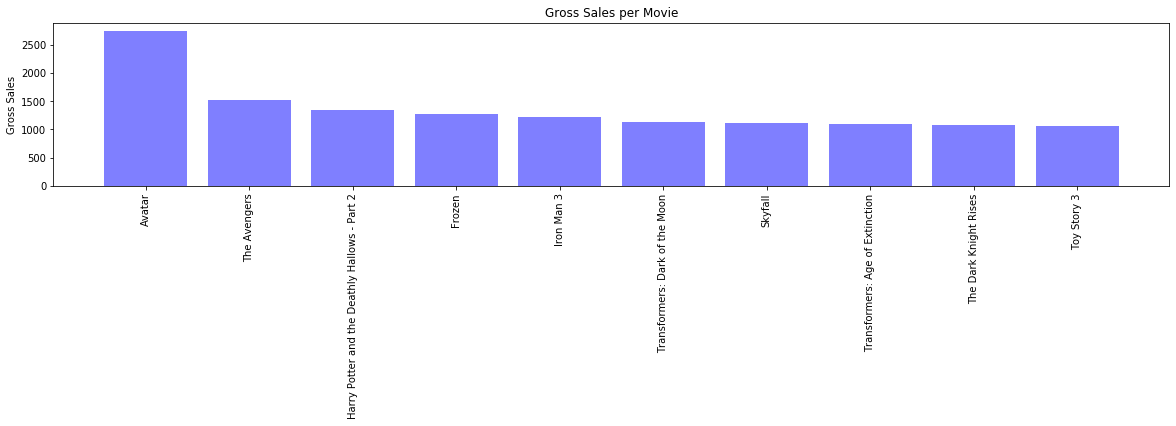 Gross Sales per Movie
Gross Sales
2500
2000
1500
1000
500
0
Avatar
The Avengers
Harry Potter and the Deathly Hallows - Part 2
Frozen
Iron Man 3
Transformers: Dark of the Moon
Skyfall
Transformers: Age of Extinction
The Dark Knight Rises
Toy Story 3